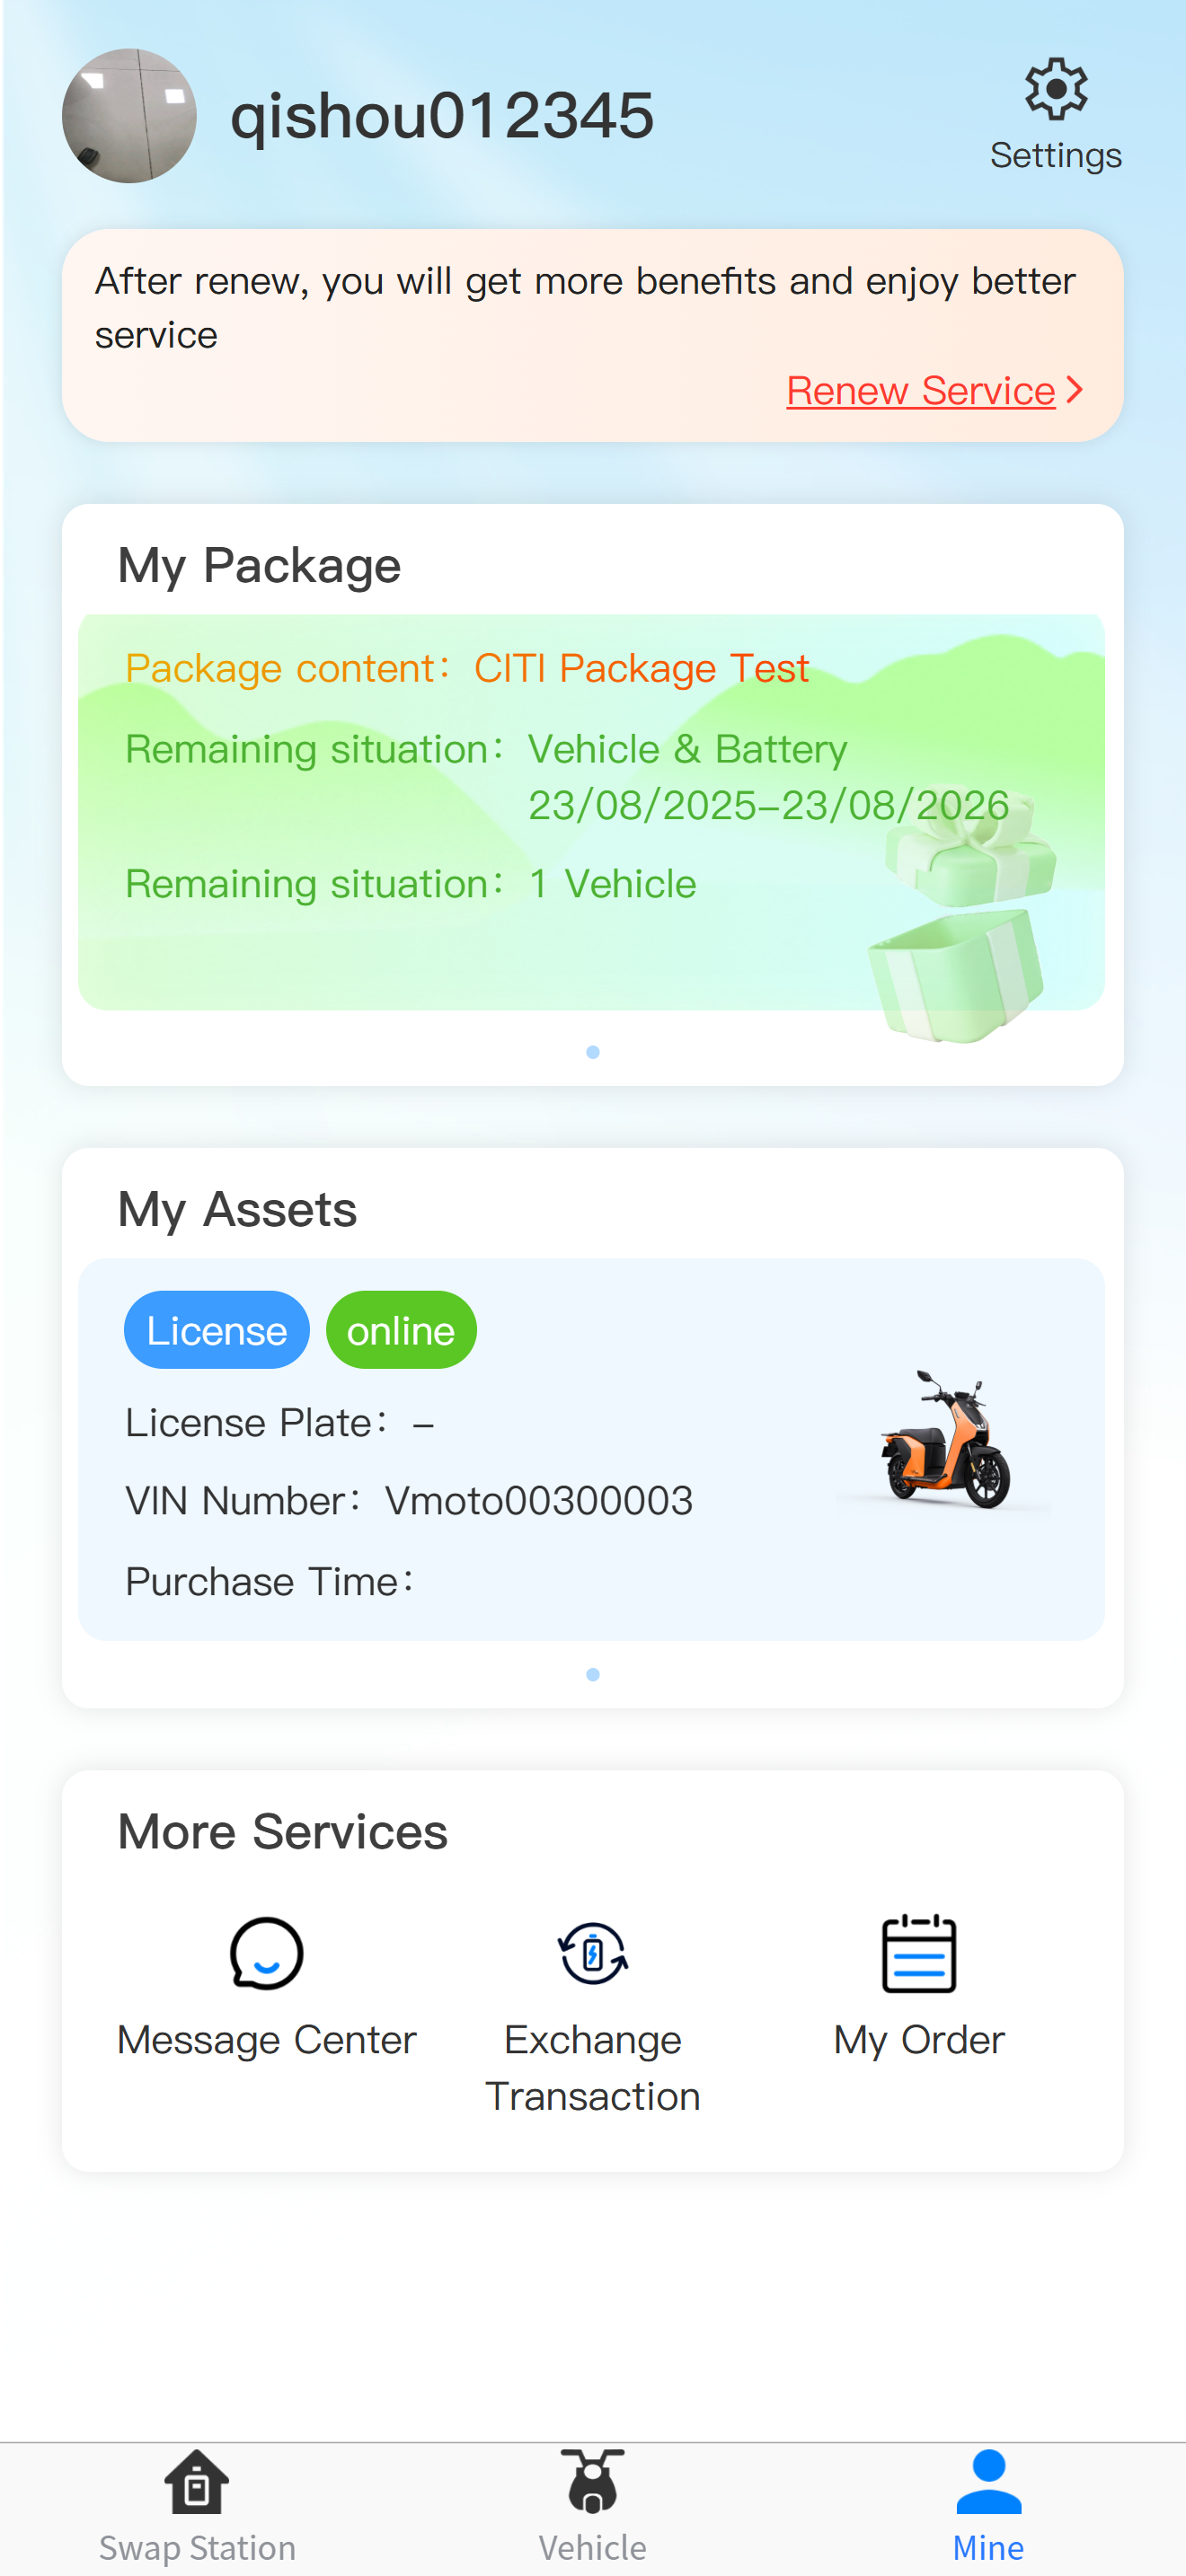 qishou012345
Settings
After renew, you will get more benefits and enjoy better
service
Renew Service
My Package
Package content： CITI Package Test
Remaining situation： Vehicle & Battery
23/08/2025-23/08/2026
Remaining situation： 1 Vehicle
My Assets
License online
License Plate： -
VIN Number： Vmoto00300003
Purchase Time：
More Services
Message Center
Exchange
Transaction
My Order
Swap Station
Vehicle
Mine